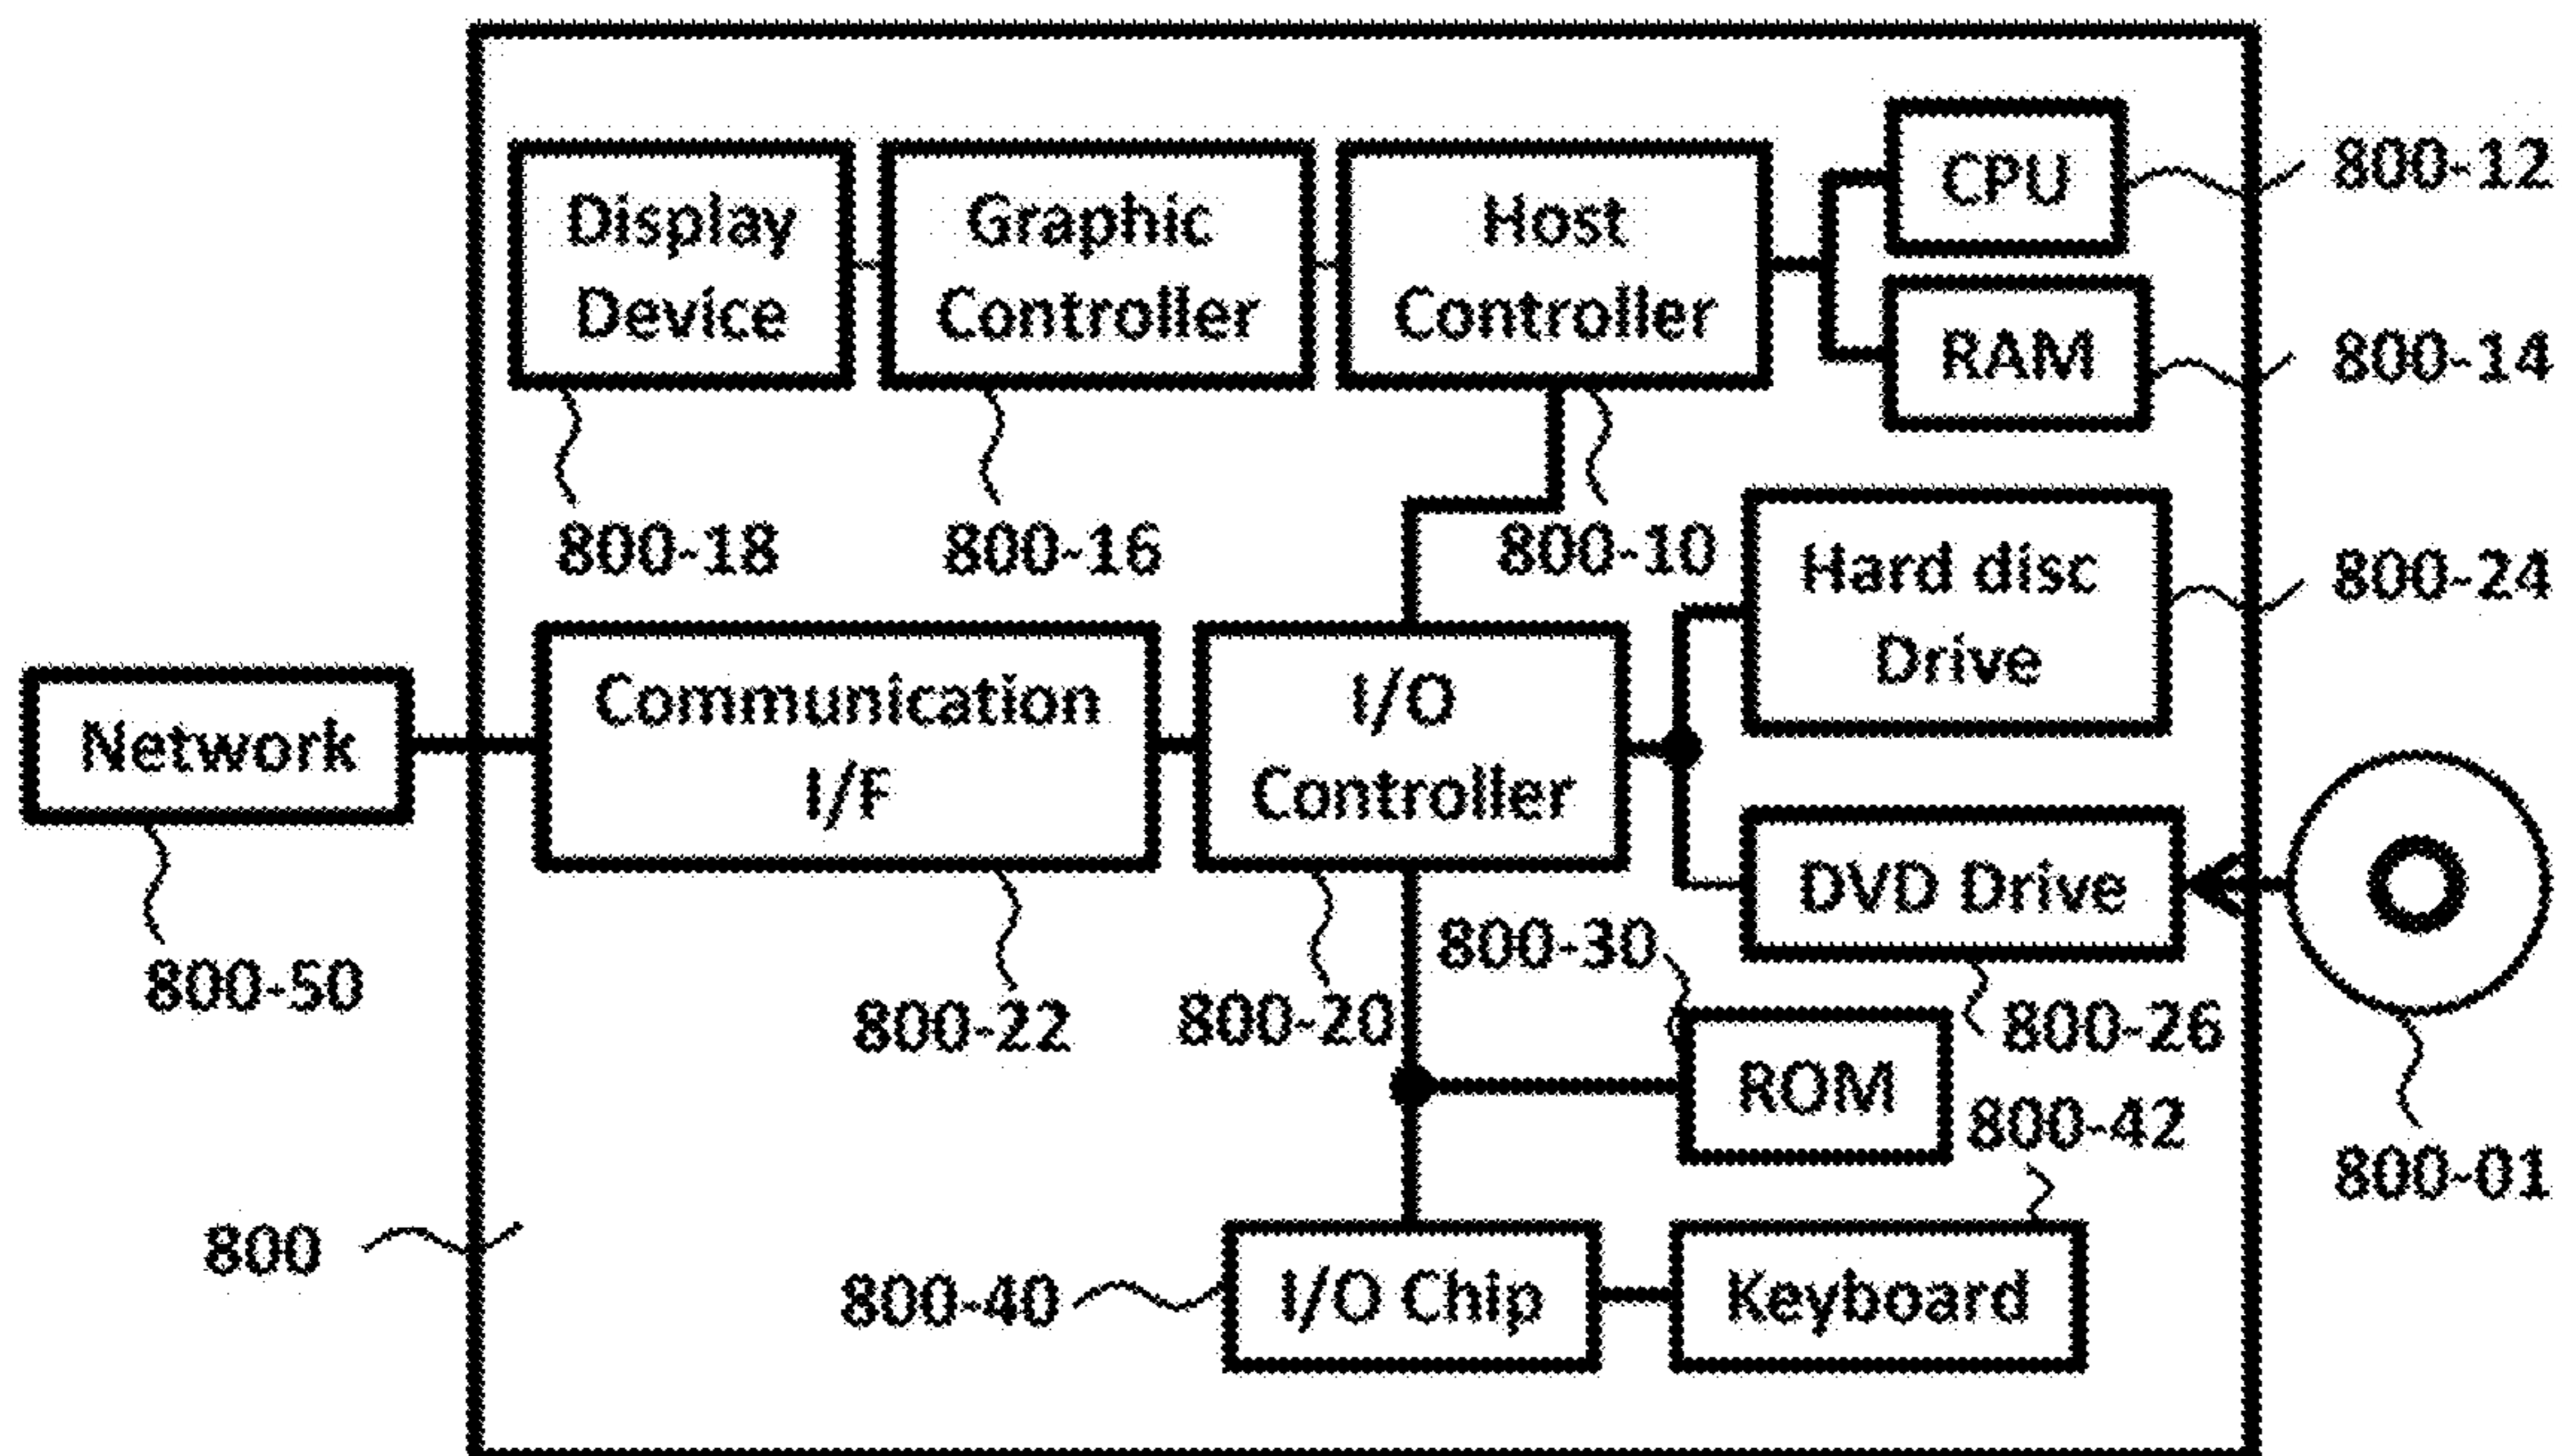 CPU
800-12
Display
Device
Graphic
Controller
Host
Controller
RAM
800-14
800-18
800-16
800-10
Hard disc
Drive
800-24
Network
Communication
I/F
I/O
Controller
DVD Drive
800-50
800-22
800-20
800-30
800-26
ROM
800-42
800-01
800
800-40
I/O Chip
Keyboard